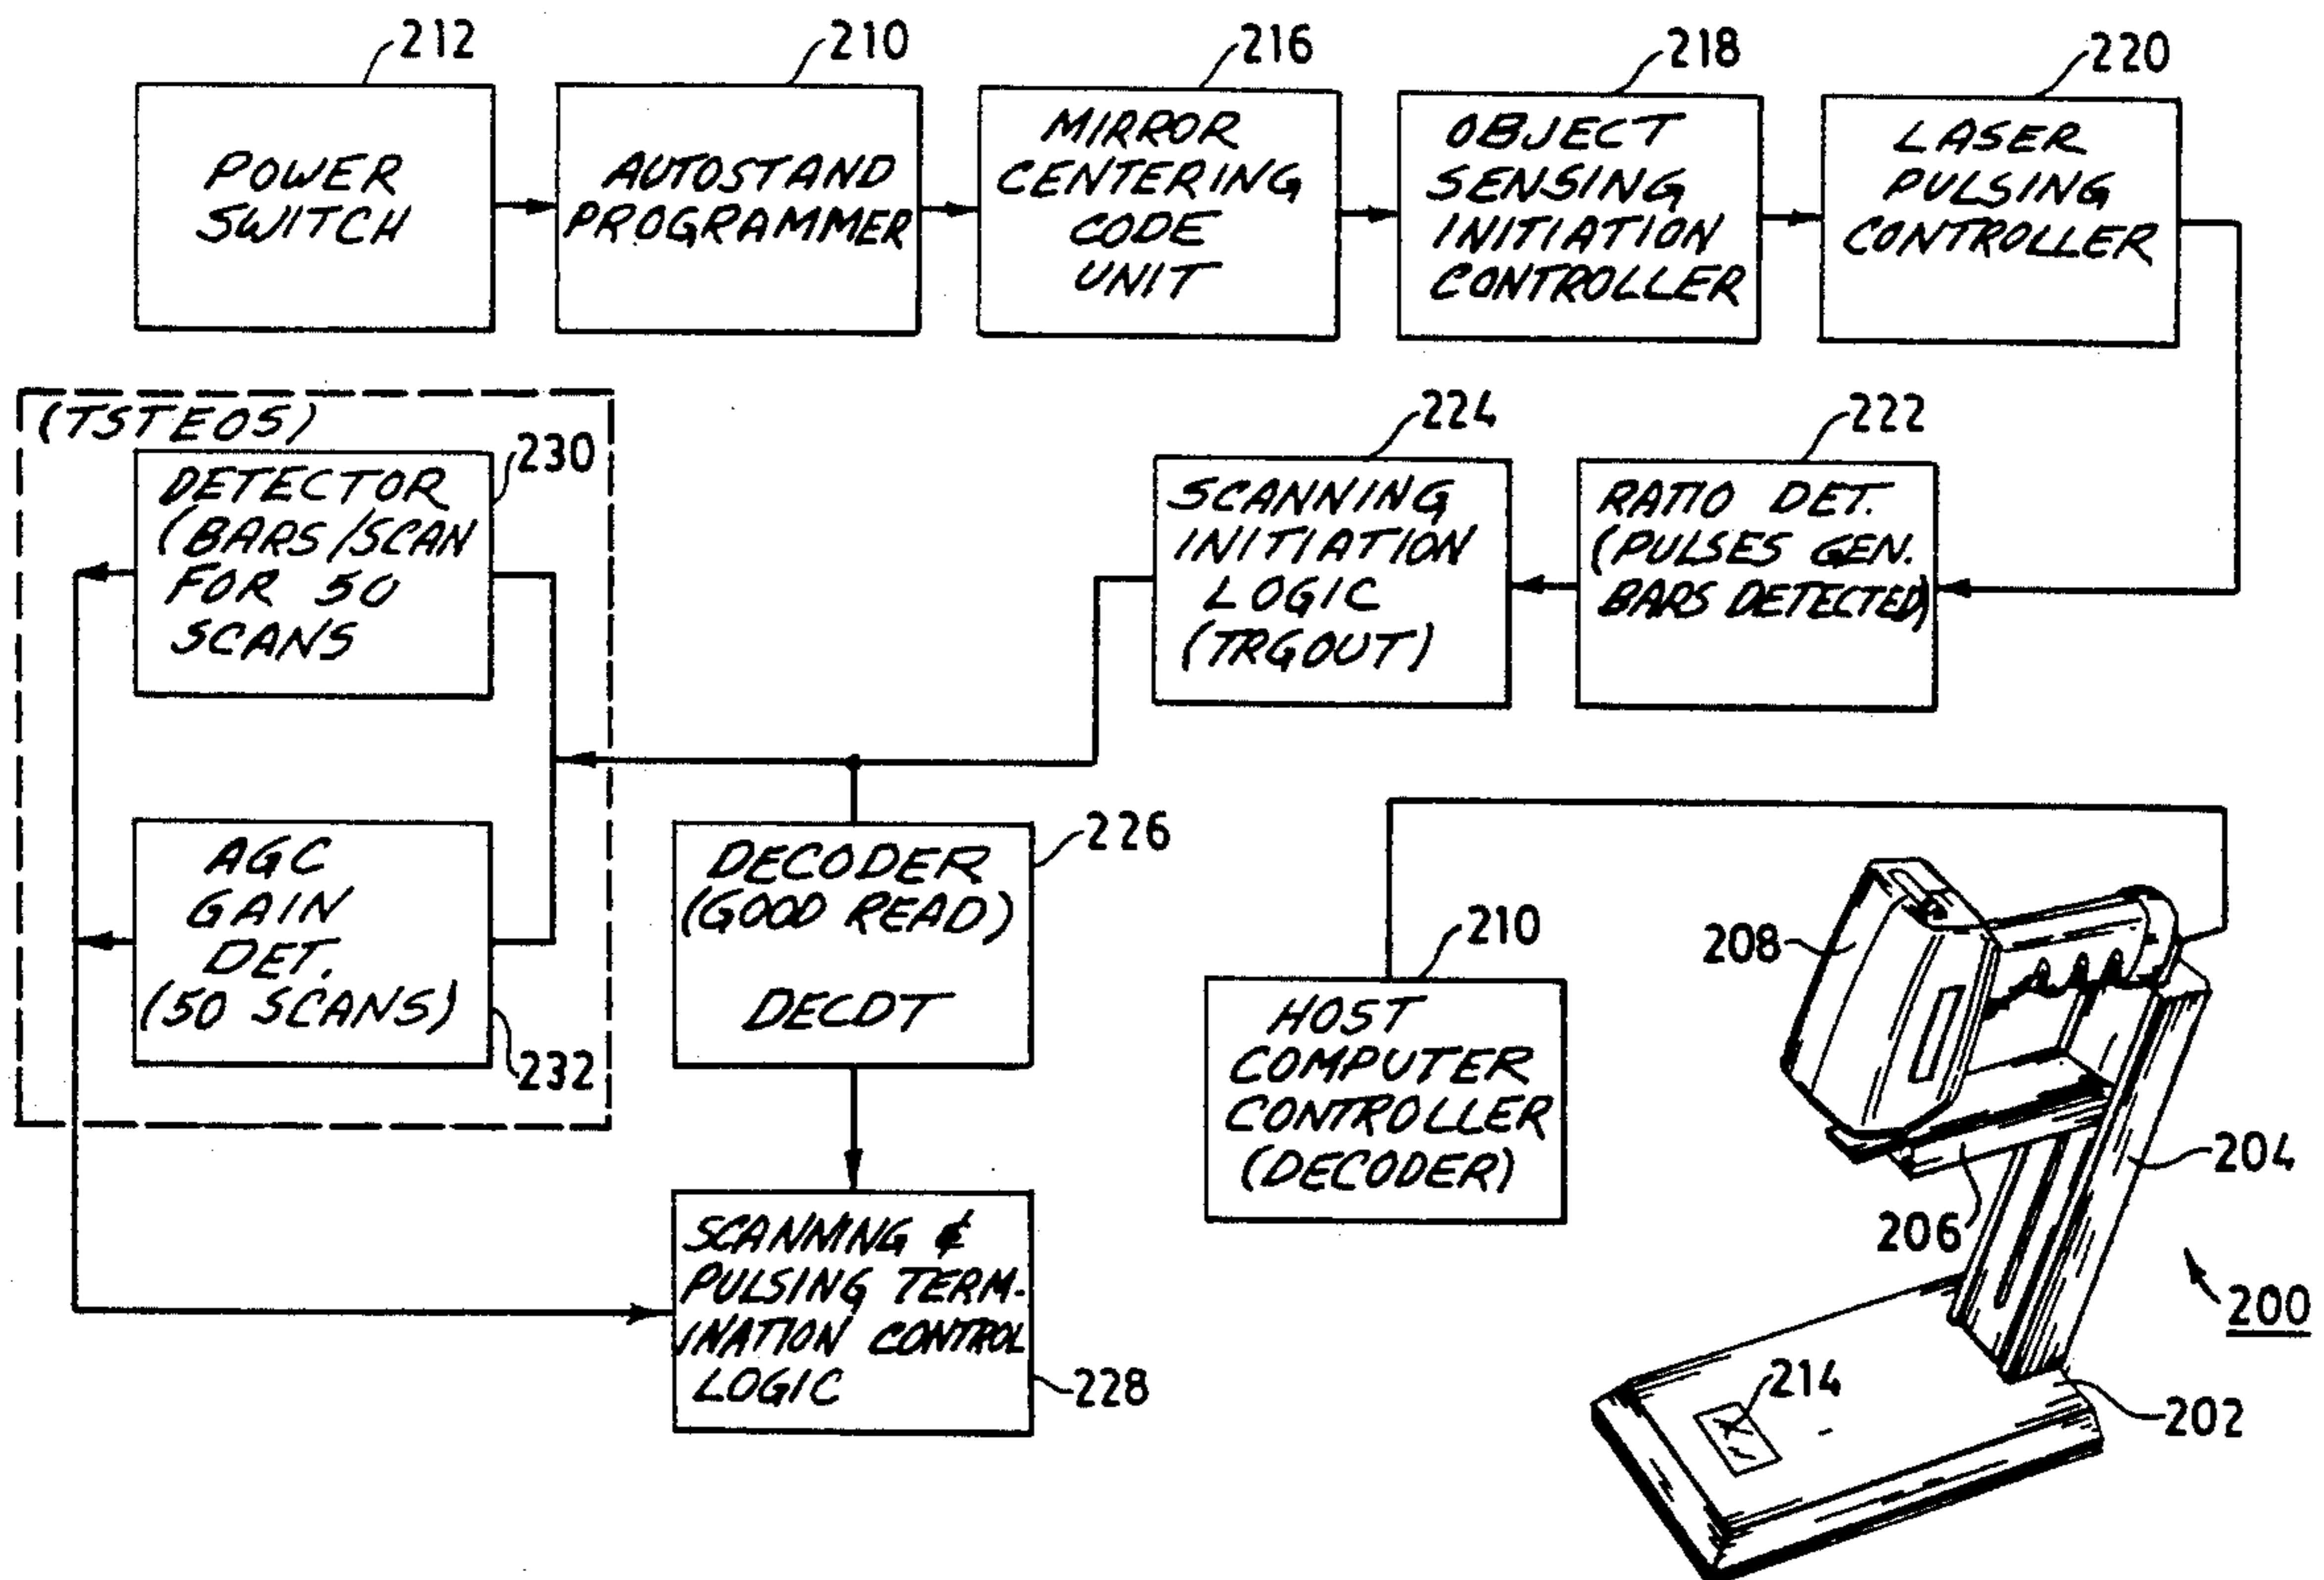 212
210
216
218
220
POWER
SWITCH
AUTOSTAND
PROGRAMMER
MIRROR
CENTERING
CODE
UNIT
OBJECT
SENSING
INITIATION
CONTROLLER
LASER
PULSING
CONTROLLER
(TSTEOS)
230
DETECTOR
(BARS/SCAN
FOR 50
SCANS
224
SCANNING
INITIATION
LOGIC
(TRGOUT)
222
RATIO DET.
(PULSES GEN.
BARS DETECTED)
AGC
GAIN
DET.
(50 SCANS)
232
226
DECODER
(GOOD READ)
DECDT
210
HOST
COMPUTER
CONTROLLER
(DECODER)
208
204
206
200
214
202
SCANNING &
PULSING TERM-
INATION CONTROL
LOGIC
228